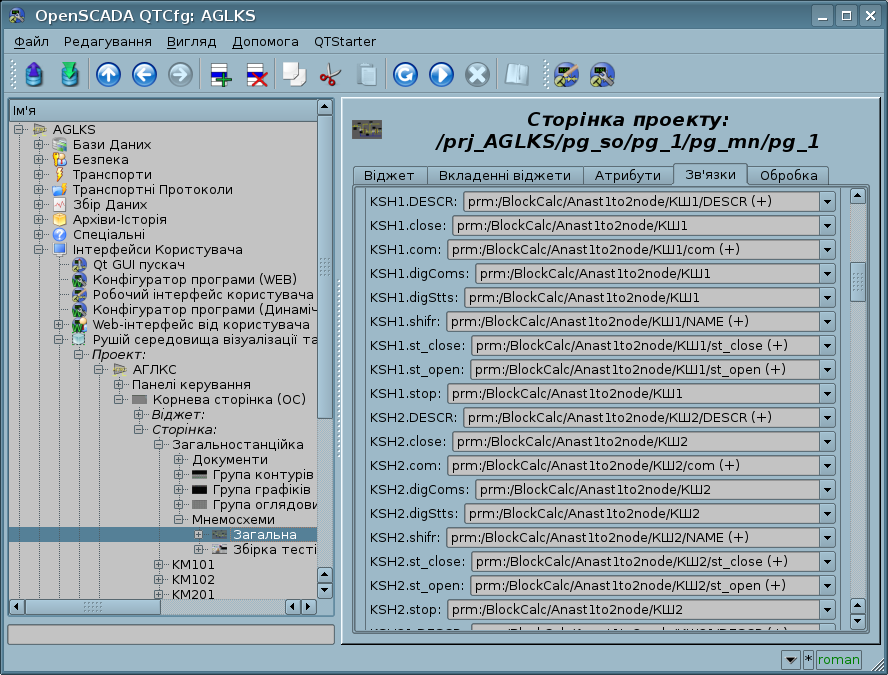 OpenSCADA QTCfg: AGLKS
Файл Редагування Вигляд Допомога QTStarter
Ім'я
AGLKS
Бази Даних
Безпека
Транспорти
Транспортні Протоколи
Збір Даних
Архіви-Історія
Спеціальні
Інтерфейси Користувача
Qt GUI пускач
Конфігуратор програми (WEB)
Робочий інтерфейс користувача
Конфігуратор програми (Динаміч
Web-інтерфейс від користувача
Рушій середовища візуалізації та
Проект:
АГЛКС
Панелі керування
Корнева сторінка (ОС)
Віджет:
Сторінка:
Загальностанційка
Документи
Група контурів
Група графіків
Група оглядови
Мнемосхеми
Загальна
Збірка тесті
КМ101
КМ102
КМ201
Сторінка проекту:
/prj_AGLKS/pg_so/pg_1/pg_mn/pg_1
Віджет Вкладенні віджети Атрибути Зв'язки Обробка
KSH1.DESCR: prm:/BlockCalc/Anast1to2node/КШ1/DESCR (+)
KSH1.close: prm:/BlockCalc/Anast1to2node/КШ1
KSH1.com: prm:/BlockCalc/Anast1to2node/КШ1/com (+)
KSH1.digComs: prm:/BlockCalc/Anast1to2node/КШ1
KSH1.digStts: prm:/BlockCalc/Anast1to2node/КШ1
KSH1.shifr: prm:/BlockCalc/Anast1to2node/КШ1/NAME (+)
KSH1.st_close: prm:/BlockCalc/Anast1to2node/КШ1/st_close (+)
KSH1.st_open: prm:/BlockCalc/Anast1to2node/КШ1/st_open (+)
KSH1.stop: prm:/BlockCalc/Anast1to2node/КШ1
KSH2.DESCR: prm:/BlockCalc/Anast1to2node/КШ2/DESCR (+)
KSH2.close: prm:/BlockCalc/Anast1to2node/КШ2
KSH2.com: prm:/BlockCalc/Anast1to2node/КШ2/com (+)
KSH2.digComs: prm:/BlockCalc/Anast1to2node/КШ2
KSH2.digStts: prm:/BlockCalc/Anast1to2node/КШ2
KSH2.shifr: prm:/BlockCalc/Anast1to2node/КШ2/NAME (+)
KSH2.st_close: prm:/BlockCalc/Anast1to2node/КШ2/st_close (+)
KSH2.st_open: prm:/BlockCalc/Anast1to2node/КШ2/st_open (+)
KSH2.stop: prm:/BlockCalc/Anast1to2node/КШ2
* roman